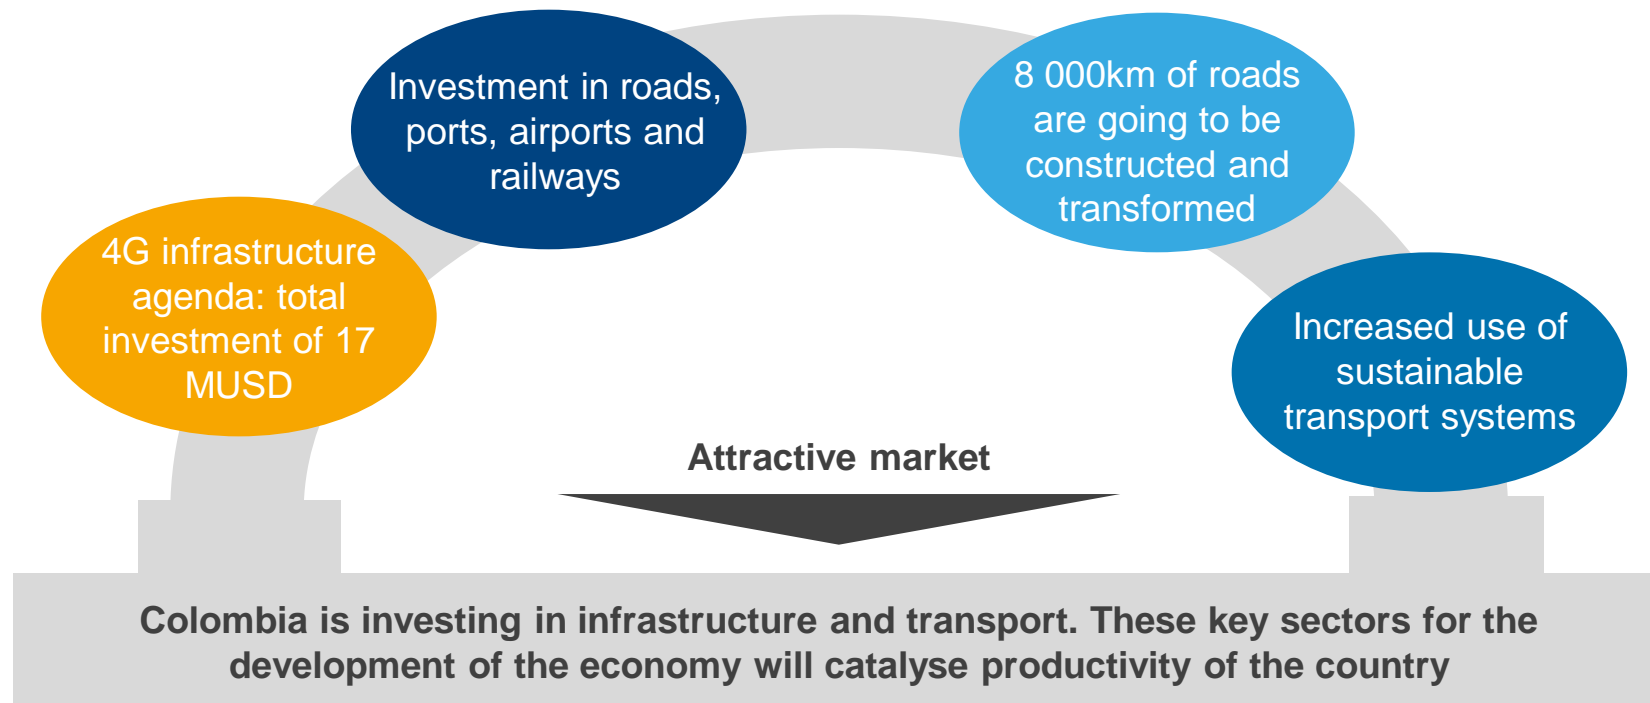 4G infrastructure
agenda: total
investment of 17
MUSD
Investment in roads,
ports, airports and
railways
8 000km of roads
are going to be
constructed and
transformed
Increased use of
sustainable
transport systems
Attractive market
Colombia is investing in infrastructure and transport. These key sectors for the
development of the economy will catalyse productivity of the country